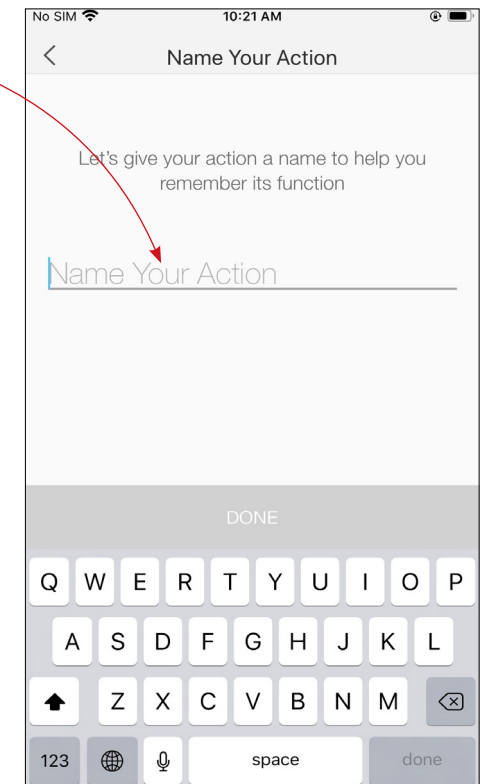 No SIM 10:21 AM
Name Your Action
Let's give your action a name to help you
remember its function
Name Your Action
DONE
Q W E R T Y U I O P
A S D F G H J K L
Z X C V B N M
123 space done